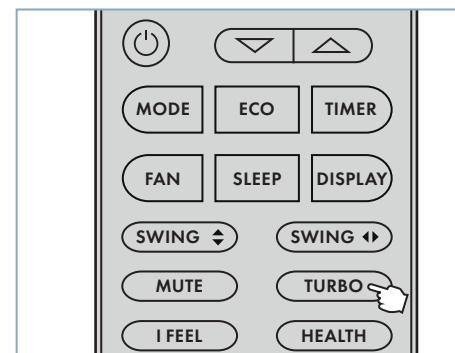 MODE ECO TIMER
FAN SLEEP DISPLAY
SWING SWING
MUTE TURBO
I FEEL HEALTH